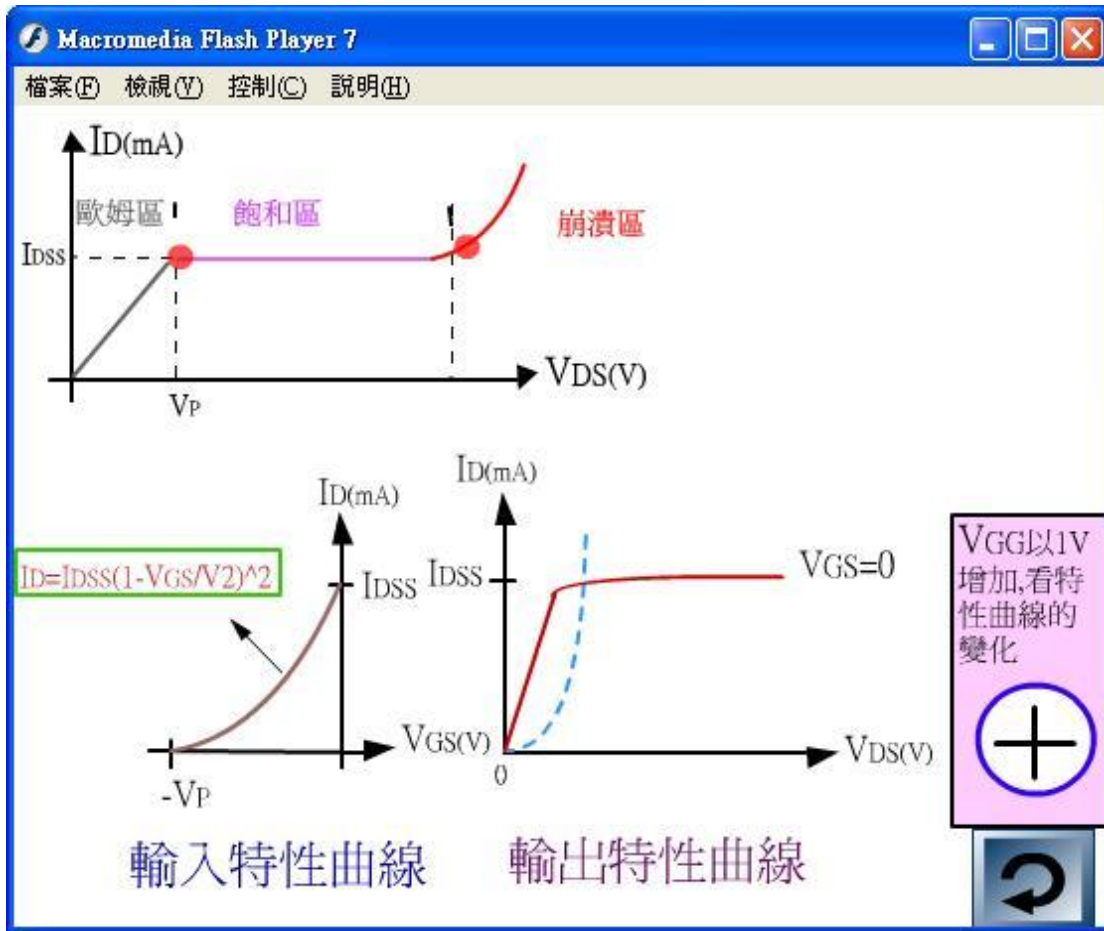 Macromedia Flash Player 7
檔案(F) 檢視(V) 控制(C) 說明(H)
ID(mA)
歐姆區 飽和區 崩潰區
IDSS
VDS(V)
VP
ID(mA)
ID(mA)
ID=IDSS(1-VGS/V2)^2
IDSS
IDSS
VGS=0
VGS(V)
VDS(V)
0
-VP
輸入特性曲線
輸出特性曲線
VGG以1V
增加,看特
性曲線的
變化